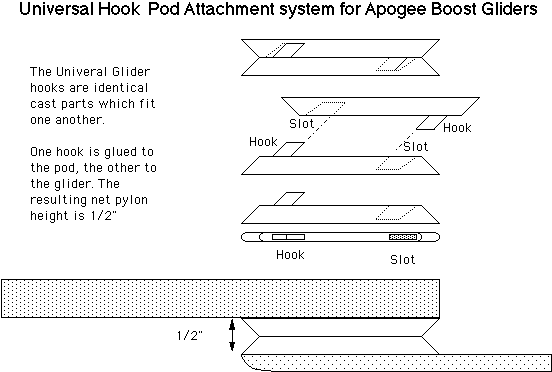 Universal Hook Pod Attachment system for Apogee Boost Gliders
The Univeral Glider
hooks are identical
cast parts which fit
one another.
One hook is glued to
the pod, the other to
the glider. The
resulting net pylon
height is 1/2"
Slot
Hook
Hook
Slot
Hook
Slot
1/2"